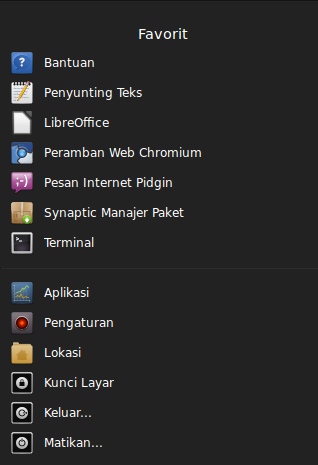 Favorit
Bantuan
Penyunting Teks
LibreOffice
Peramban Web Chromium
Pesan Internet Pidgin
Synaptic Manajer Paket
Terminal
Aplikasi
Pengaturan
Lokasi
Kunci Layar
Keluar...
Matikan...